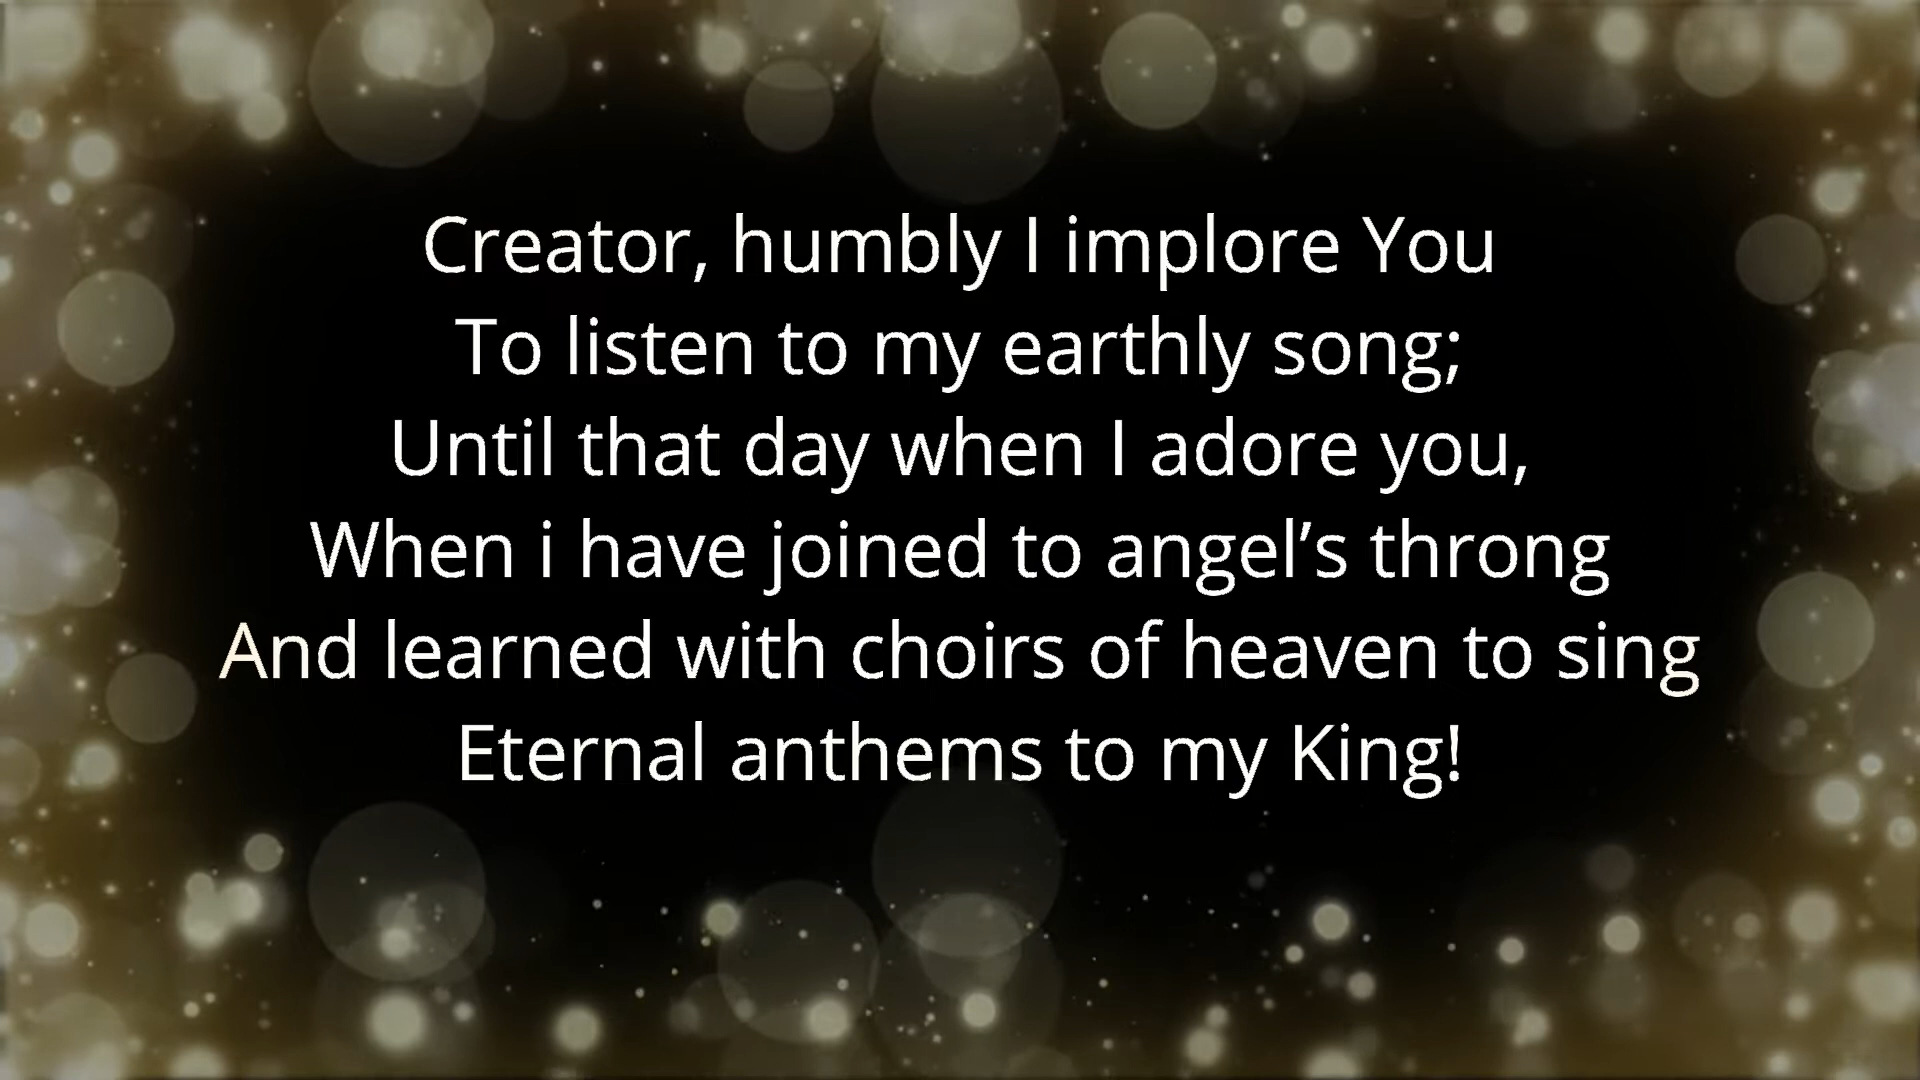 Creator, humbly I implore You
To listen to my earthly song;
Until that day when I adore you,
When i have joined to angel’s throng
And learned with choirs of heaven to sing
Eternal anthems to my King!